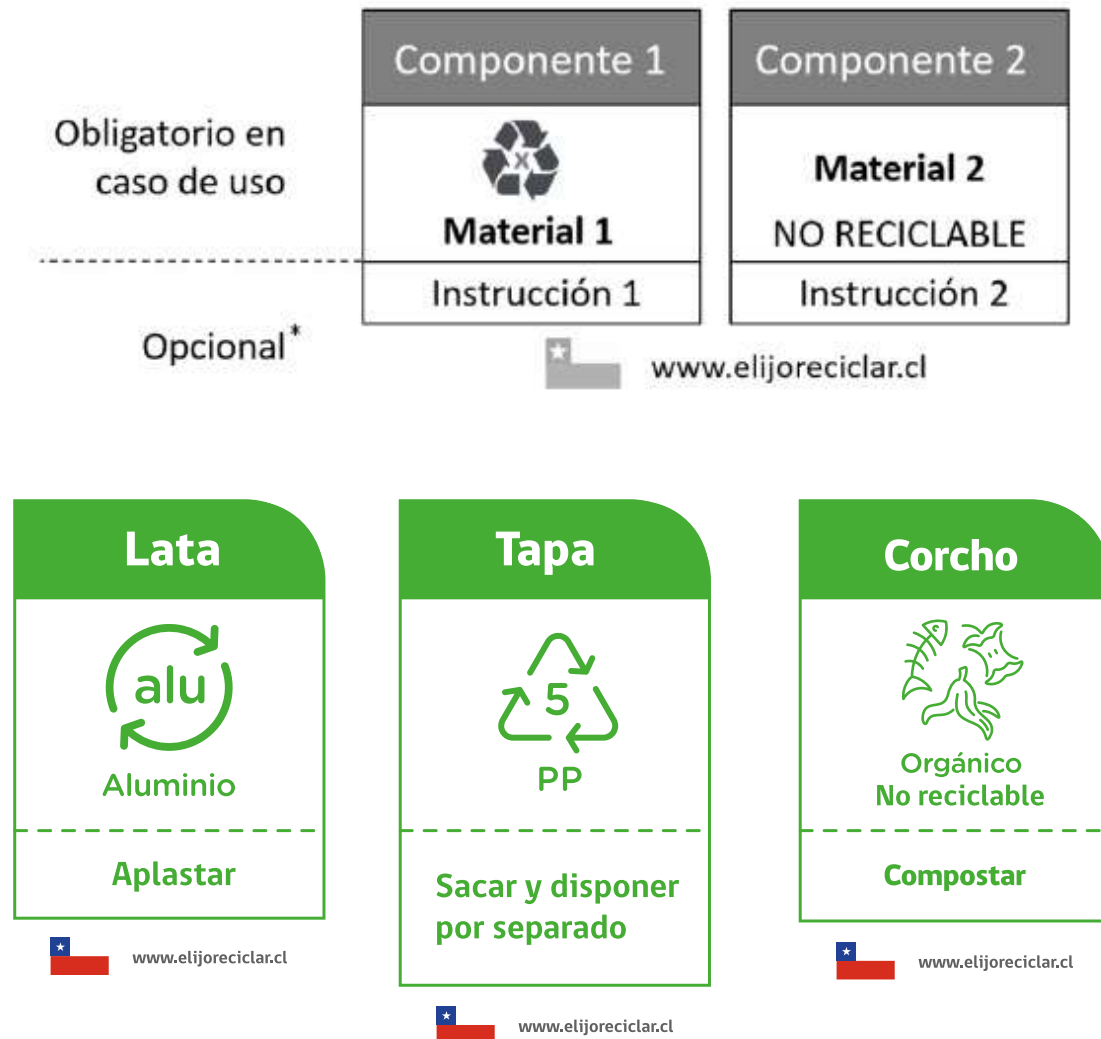 Componente 1
Componente 2
Obligatorio en
caso de uso
X
Material 1
Material 2
NO RECICLABLE
Instrucción 1
Instrucción 2
Opcional*
www.elijoreciclar.cl
Lata
alu
Aluminio
Aplastar
www.elijoreciclar.cl
Tapa
5
PP
Sacar y disponer
por separado
www.elijoreciclar.cl
Corcho
Orgánico
No reciclable
Compostar
www.elijoreciclar.cl